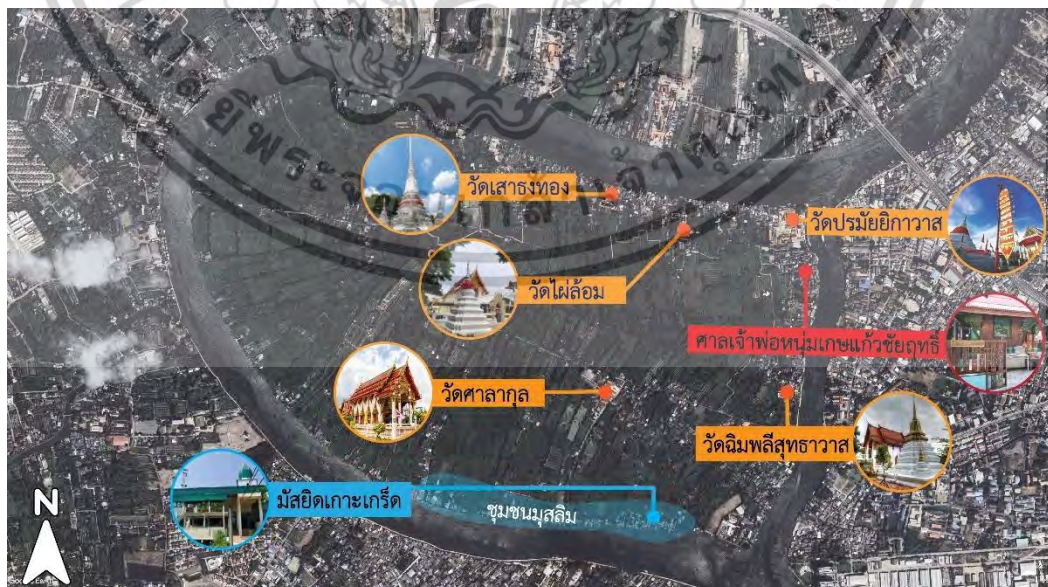 วัดเสาธงทอง
วัดปรมัยยิกาวาส
วัดไผ่ล้อม
ศาลเจ้าพ่อหนุ่มเกษแก้วชัยฤทธิ์
วัดศาลากุล
วัดฉิมพลีสุทธาวาส
มัสยิดเกาะเกร็ด
ชุมชนมุสลิม
N